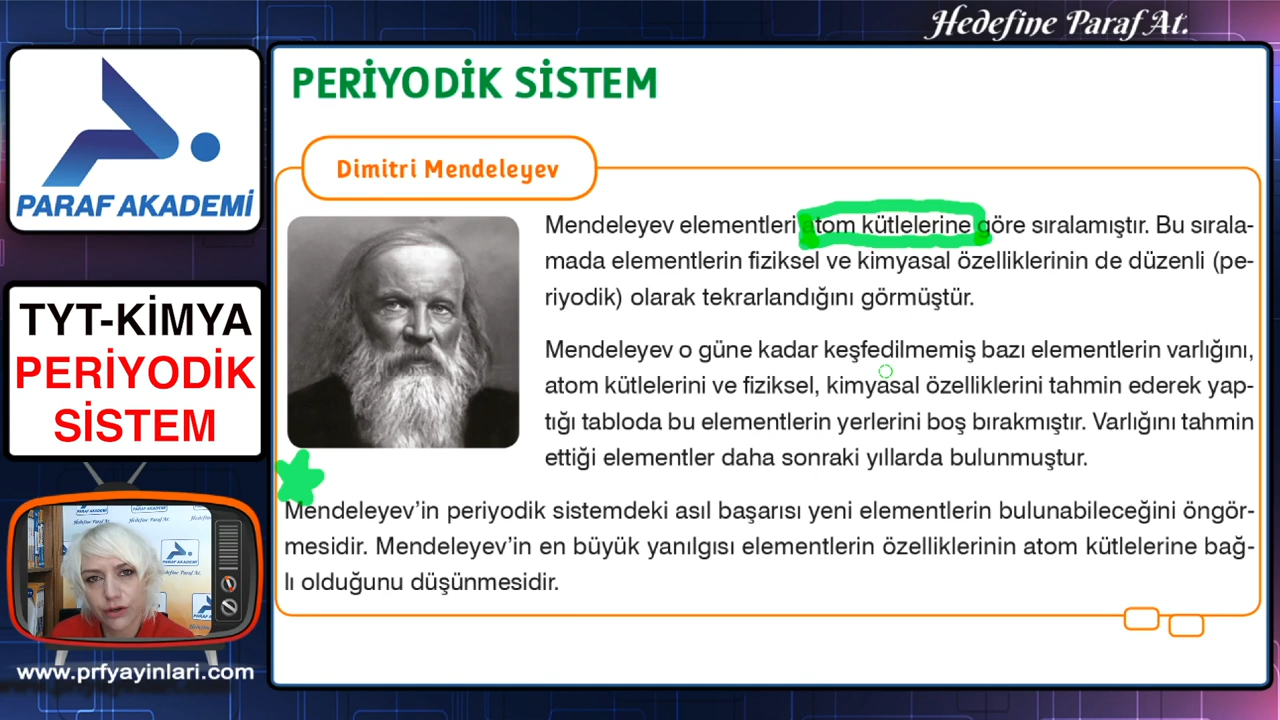 Hedefine Paraf At.
PARAF AKADEMİ
TYT-KİMYA
PERİYODİK
SİSTEM
www.prfyayinlari.com
PERİYODİK SİSTEM
Dimitri Mendeleyev
Mendeleyev elementleri atom kütlelerine göre sıralamıştır. Bu sırala-
mada elementlerin fiziksel ve kimyasal özelliklerinin de düzenli (pe-
riyodik) olarak tekrarlandığını görmüştür.
Mendeleyev o güne kadar keşfedilmemiş bazı elementlerin varlığını,
atom kütlelerini ve fiziksel, kimyasal özelliklerini tahmin ederek yap-
tığı tabloda bu elementlerin yerlerini boş bırakmıştır. Varlığını tahmin
ettiği elementler daha sonraki yıllarda bulunmuştur.
Mendeleyev’in periyodik sistemdeki asıl başarısı yeni elementlerin bulunabileceğini öngör-
mesidir. Mendeleyev’in en büyük yanılgısı elementlerin özelliklerinin atom kütlelerine bağ-
lı olduğunu düşünmesidir.